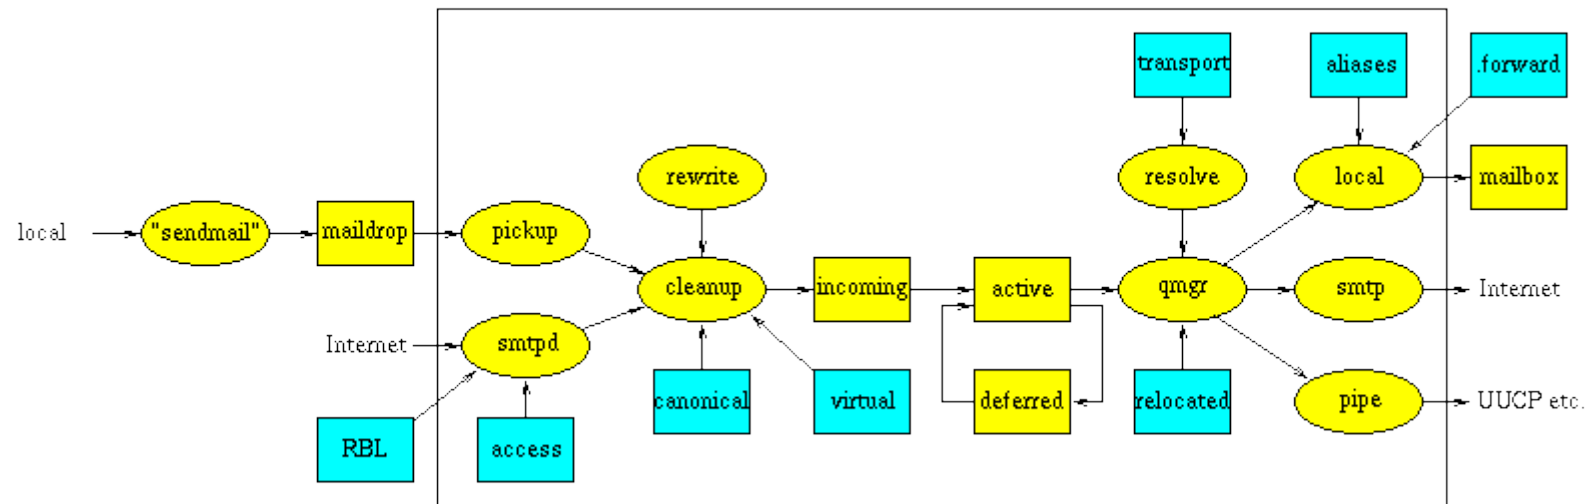 transport
aliases
.forward
rewrite
resolve
local
mailbox
local
"sendmail"
maildrop
pickup
cleanup
incoming
active
qmgr
smtp
Internet
Internet
smtpd
canonical
virtual
deferred
relocated
pipe
UUCP etc.
RBL
access